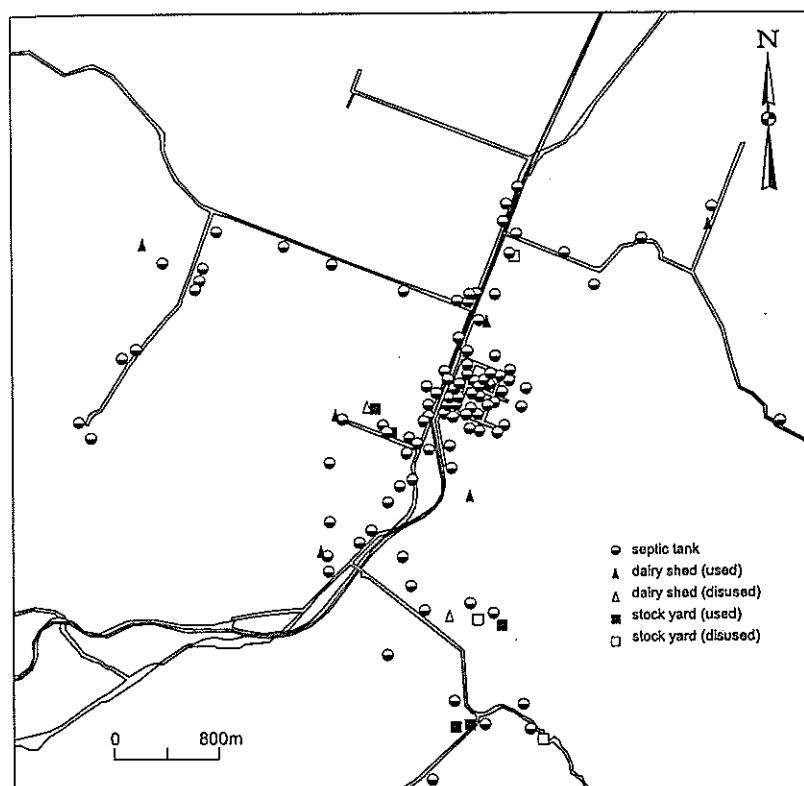 N
septic tank
dairy shed (used)
dairy shed (disused)
stock yard (used)
stock yard (disused)
0 800m